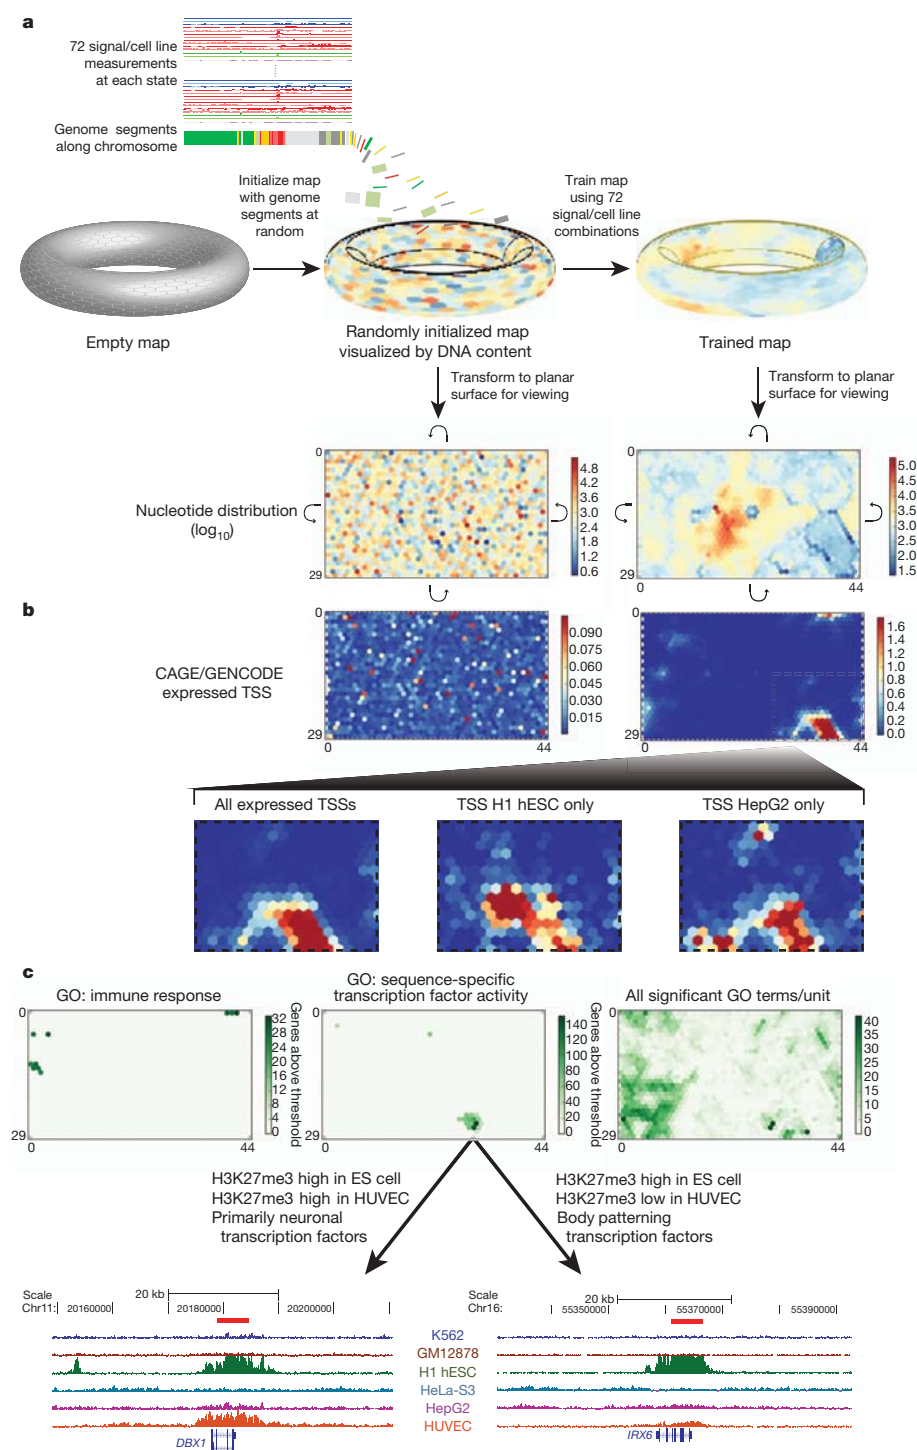 a
72 signal/cell line
measurements
at each state
Genome segments
along chromosome
Initialize map
with genome
segments at
random
Train map
using 72
signal/cell line
combinations
Empty map
Randomly initialized map
visualized by DNA content
Trained map
Transform to planar
surface for viewing
Transform to planar
surface for viewing
Nucleotide distribution
(log10)
0
29
4.8
4.2
3.6
3.0
2.4
1.8
1.2
0.6
0
29
0
44
5.0
4.5
4.0
3.5
3.0
2.5
2.0
1.5
b
CAGE/GENCODE
expressed TSS
0
29
0
44
0.090
0.075
0.060
0.045
0.030
0.015
0
29
0
44
1.6
1.4
1.2
1.0
0.8
0.6
0.4
0.2
0.0
All expressed TSSs
TSS H1 hESC only
TSS HepG2 only
c
GO: immune response
0
29
0
44
32
28
24
20
16
12
8
4
0
Genes above threshold
GO: sequence-specific
transcription factor activity
0
29
0
44
140
120
100
80
60
40
20
0
Genes above threshold
All significant GO terms/unit
0
29
0
44
40
35
30
25
20
15
10
5
0
H3K27me3 high in ES cell
H3K27me3 high in HUVEC
Primarily neuronal
transcription factors
H3K27me3 high in ES cell
H3K27me3 low in HUVEC
Body patterning
transcription factors
Scale
20 kb
Chr11:
20160000
20180000
20200000
Scale
20 kb
Chr16:
55350000
55370000
55390000
K562
GM12878
H1 hESC
HeLa-S3
HepG2
HUVEC
DBX1
IRX6